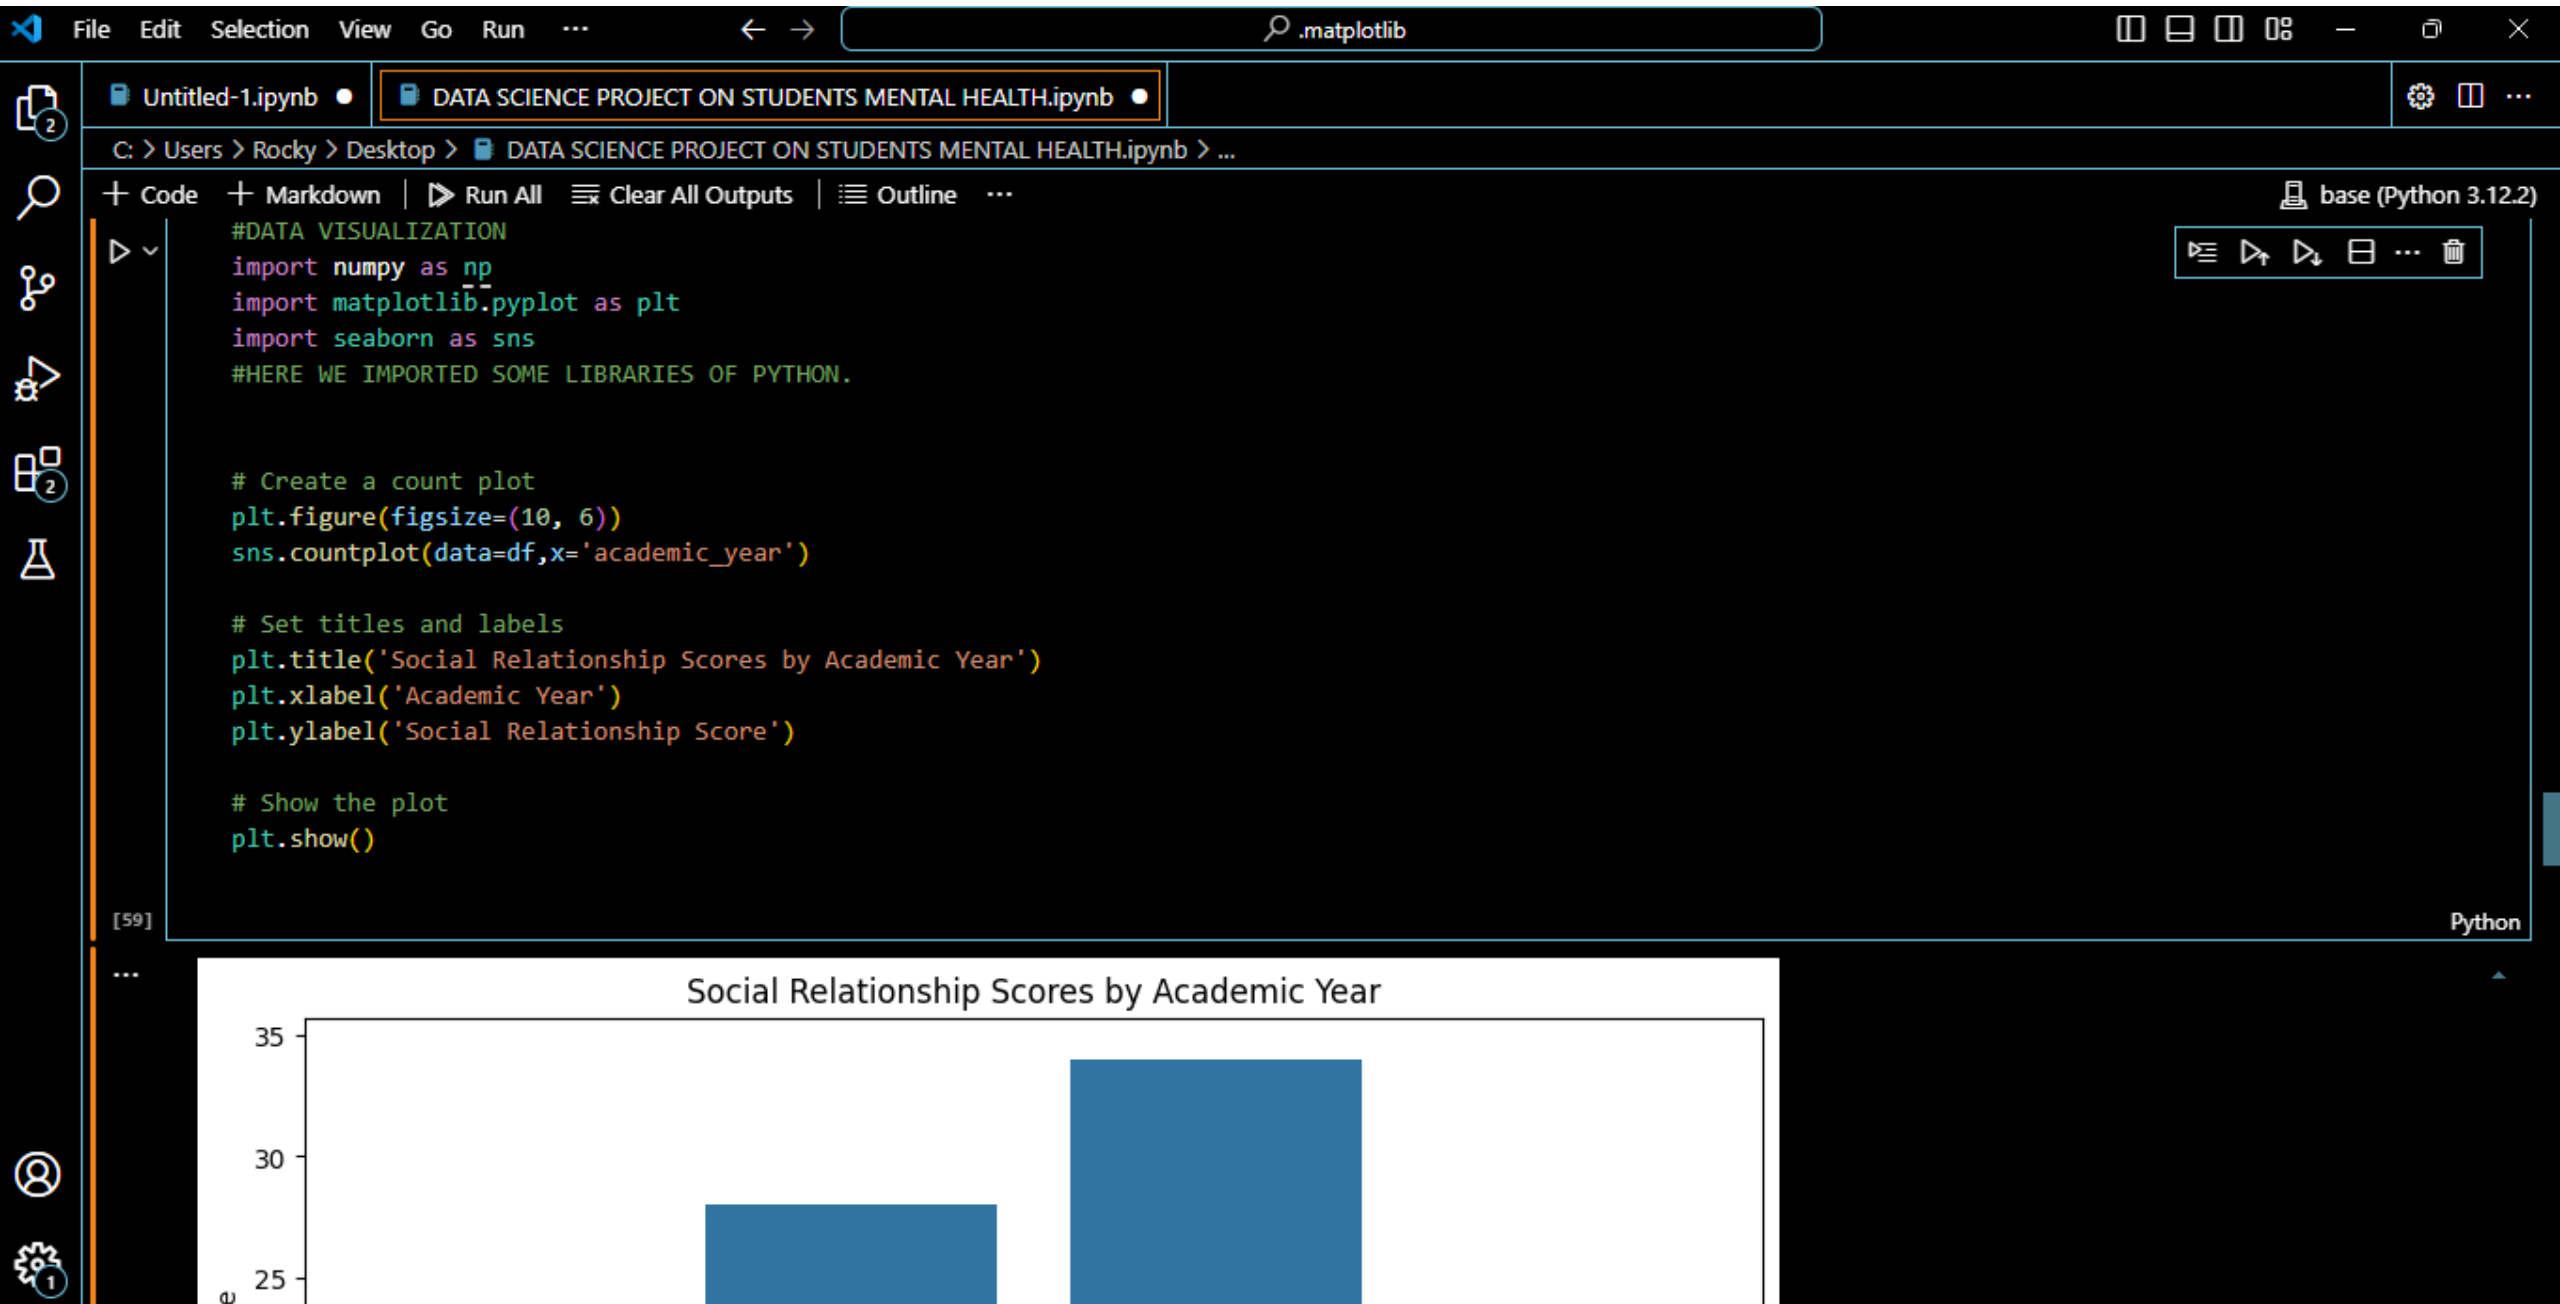 File Edit Selection View Go Run ··· .matplotlib
2 Untitled-1.ipynb DATA SCIENCE PROJECT ON STUDENTS MENTAL HEALTH.ipynb
C: > Users > Rocky > Desktop > DATA SCIENCE PROJECT ON STUDENTS MENTAL HEALTH.ipynb > ...
+ Code + Markdown | Run All Clear All Outputs | Outline ··· base (Python 3.12.2)
#DATA VISUALIZATION
import numpy as np
import matplotlib.pyplot as plt
import seaborn as sns
#HERE WE IMPORTED SOME LIBRARIES OF PYTHON.
# Create a count plot
2
plt.figure(figsize=(10, 6))
sns.countplot(data=df,x='academic_year')
# Set titles and labels
plt.title('Social Relationship Scores by Academic Year')
plt.xlabel('Academic Year')
plt.ylabel('Social Relationship Score')
# Show the plot
plt.show()
[59] Python
Social Relationship Scores by Academic Year
35
30
25
1
e